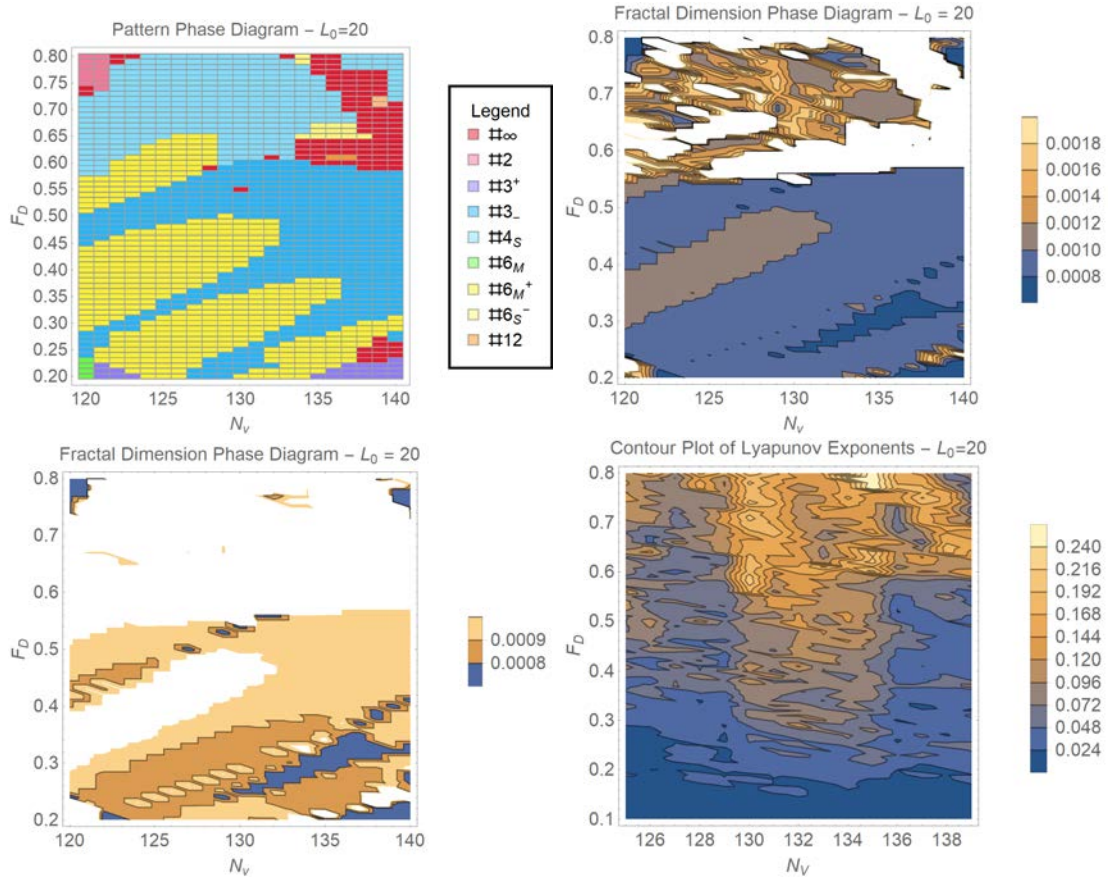 Pattern Phase Diagram – L₀=20
0.80
0.75
0.70
0.65
0.60
0.55
0.50
0.45
0.40
0.35
0.30
0.25
0.20
F_D
120 125 130 135 140
N_v
Legend
#∞
#2
#3⁺
#3₋
#4_S
#6_M
#6_M⁺
#6_S⁻
#12
Fractal Dimension Phase Diagram – L₀ = 20
0.8
0.7
0.6
0.5
0.4
0.3
0.2
F_D
120 125 130 135 140
N_v
0.0018
0.0016
0.0014
0.0012
0.0010
0.0008
Fractal Dimension Phase Diagram – L₀ = 20
0.8
0.7
0.6
0.5
0.4
0.3
0.2
F_D
120 125 130 135 140
N_v
0.0009
0.0008
Contour Plot of Lyapunov Exponents – L₀=20
0.8
0.7
0.6
0.5
0.4
0.3
0.2
0.1
F_D
126 128 130 132 134 136 138
N_V
0.240
0.216
0.192
0.168
0.144
0.120
0.096
0.072
0.048
0.024